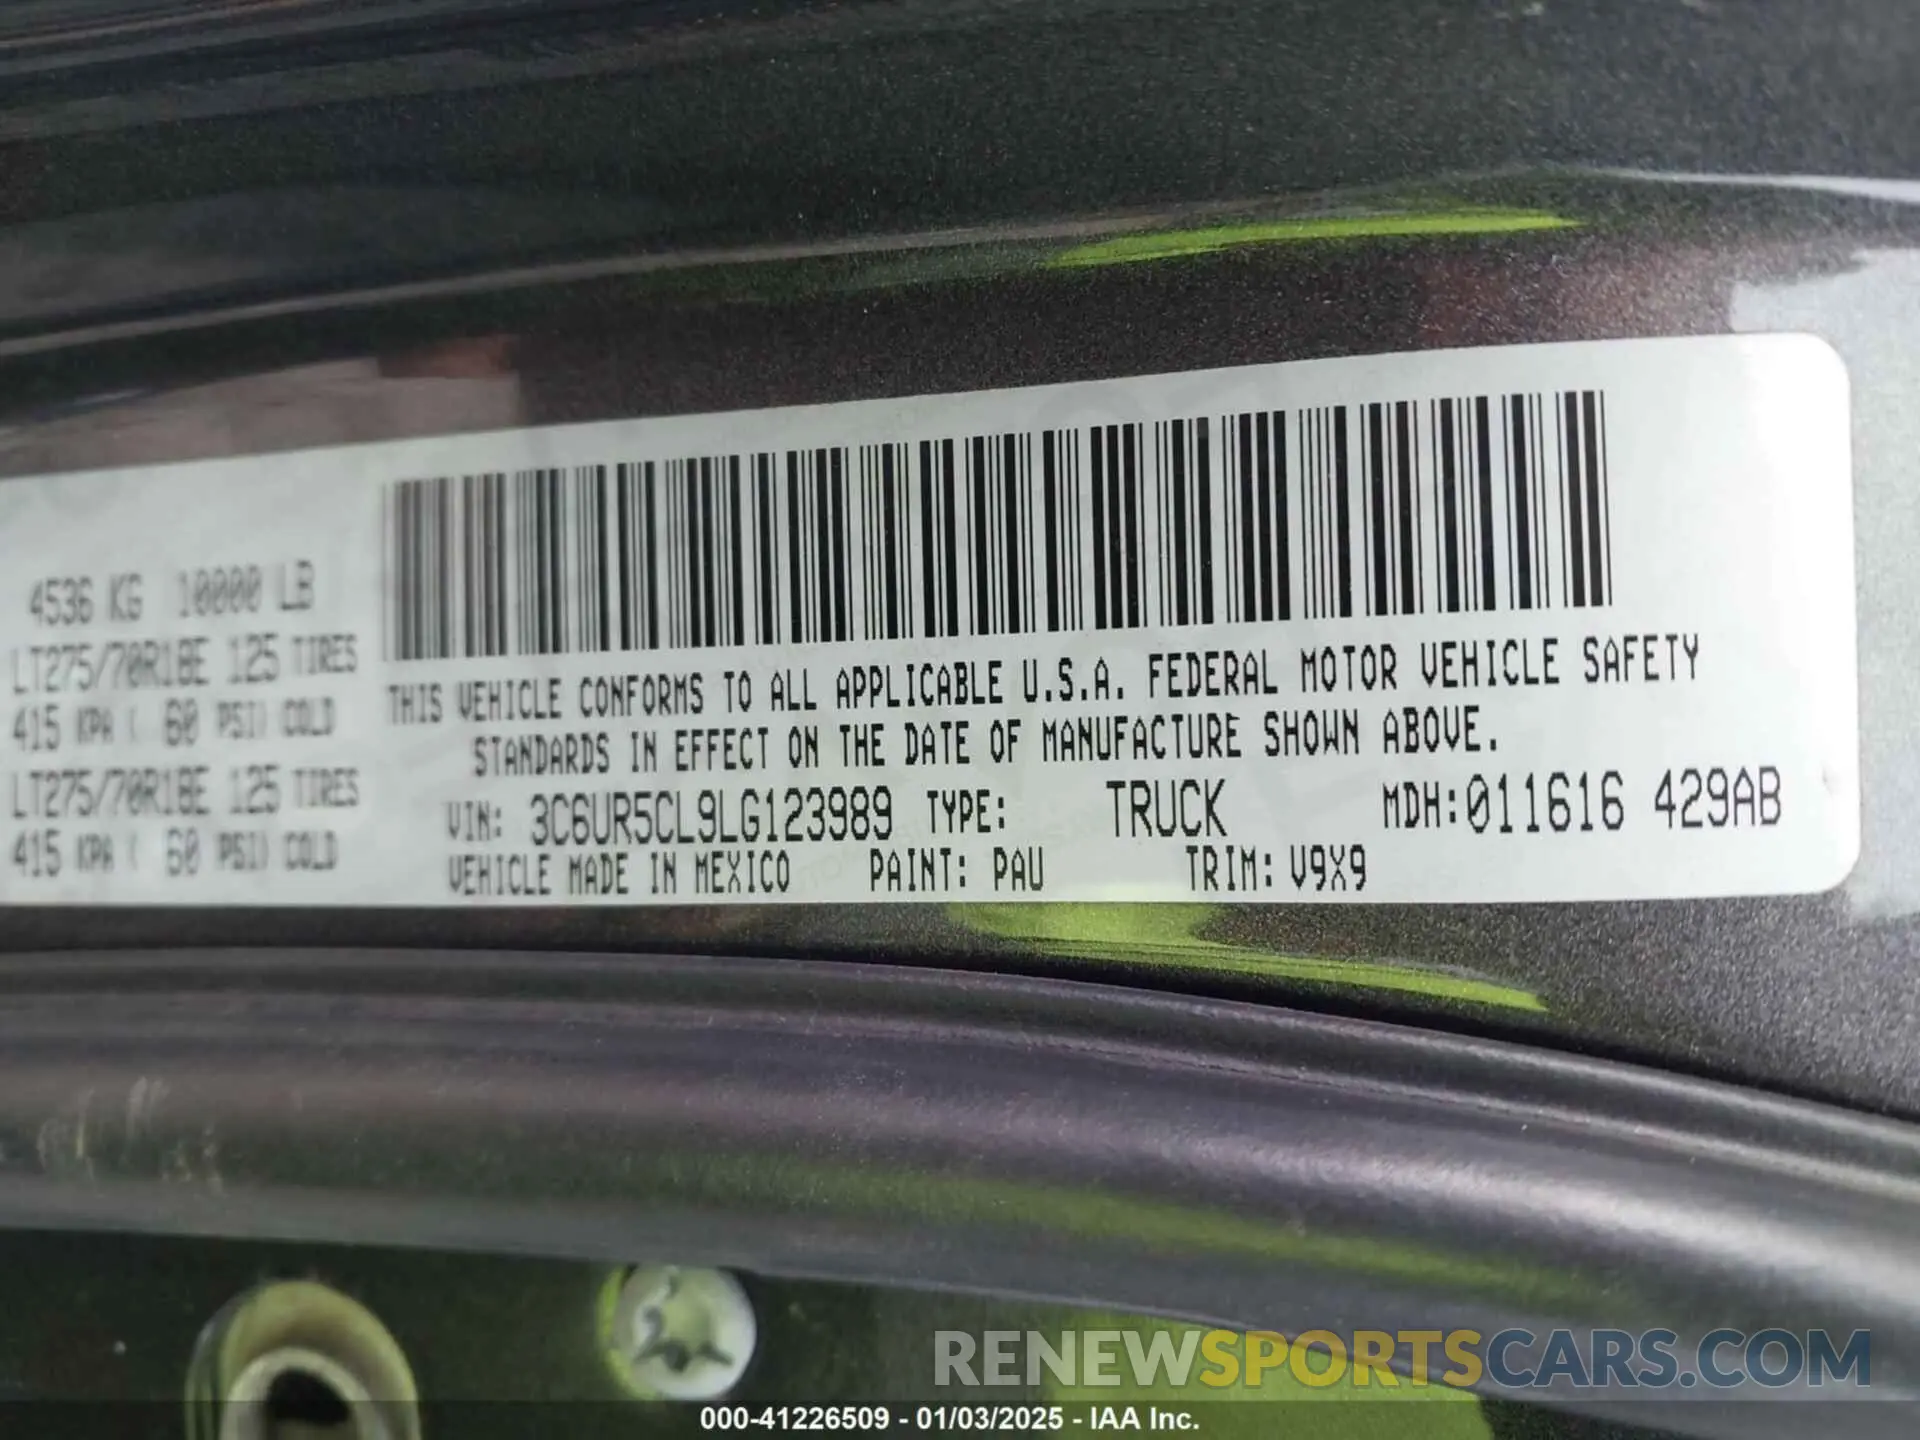 4536 KG 10000 LB
LT275/70R18E 125 TIRES
415 KPA ( 60 PSI) COLD
LT275/70R18E 125 TIRES
415 KPA ( 60 PSI) COLD
THIS VEHICLE CONFORMS TO ALL APPLICABLE U.S.A. FEDERAL MOTOR VEHICLE SAFETY
STANDARDS IN EFFECT ON THE DATE OF MANUFACTURE SHOWN ABOVE.
VIN: 3C6UR5CL9LG123989 TYPE: TRUCK MDH:011616 429AB
VEHICLE MADE IN MEXICO PAINT: PAU TRIM: V9X9
RENEWSPORTSCARS.COM
000-41226509 - 01/03/2025 - IAA Inc.